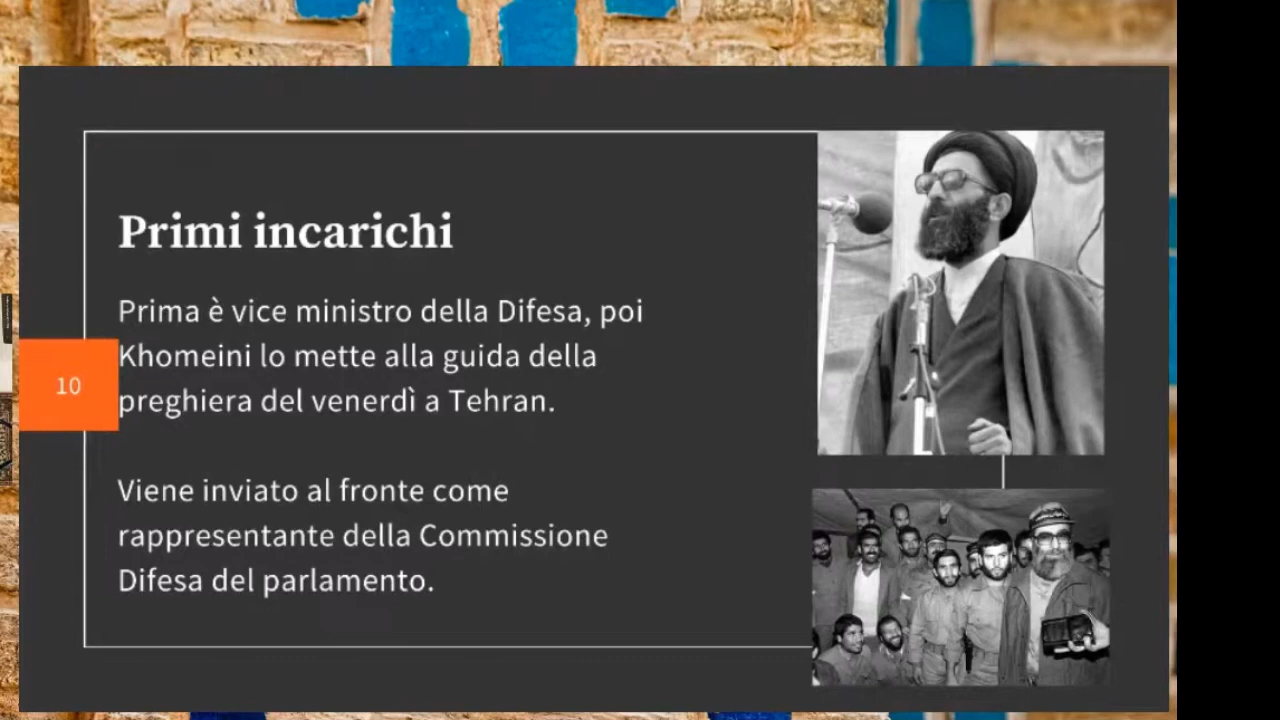 Primi incarichi
Prima è vice ministro della Difesa, poi
Khomeini lo mette alla guida della
preghiera del venerdì a Tehran.
10
Viene inviato al fronte come
rappresentante della Commissione
Difesa del parlamento.